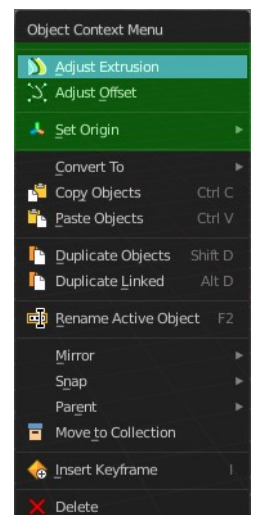 Object Context Menu
Adjust Extrusion
Adjust Offset
Set Origin
Convert To
Copy Objects Ctrl C
Paste Objects Ctrl V
Duplicate Objects Shift D
Duplicate Linked Alt D
Rename Active Object F2
Mirror
Snap
Parent
Move to Collection
Insert Keyframe I
Delete